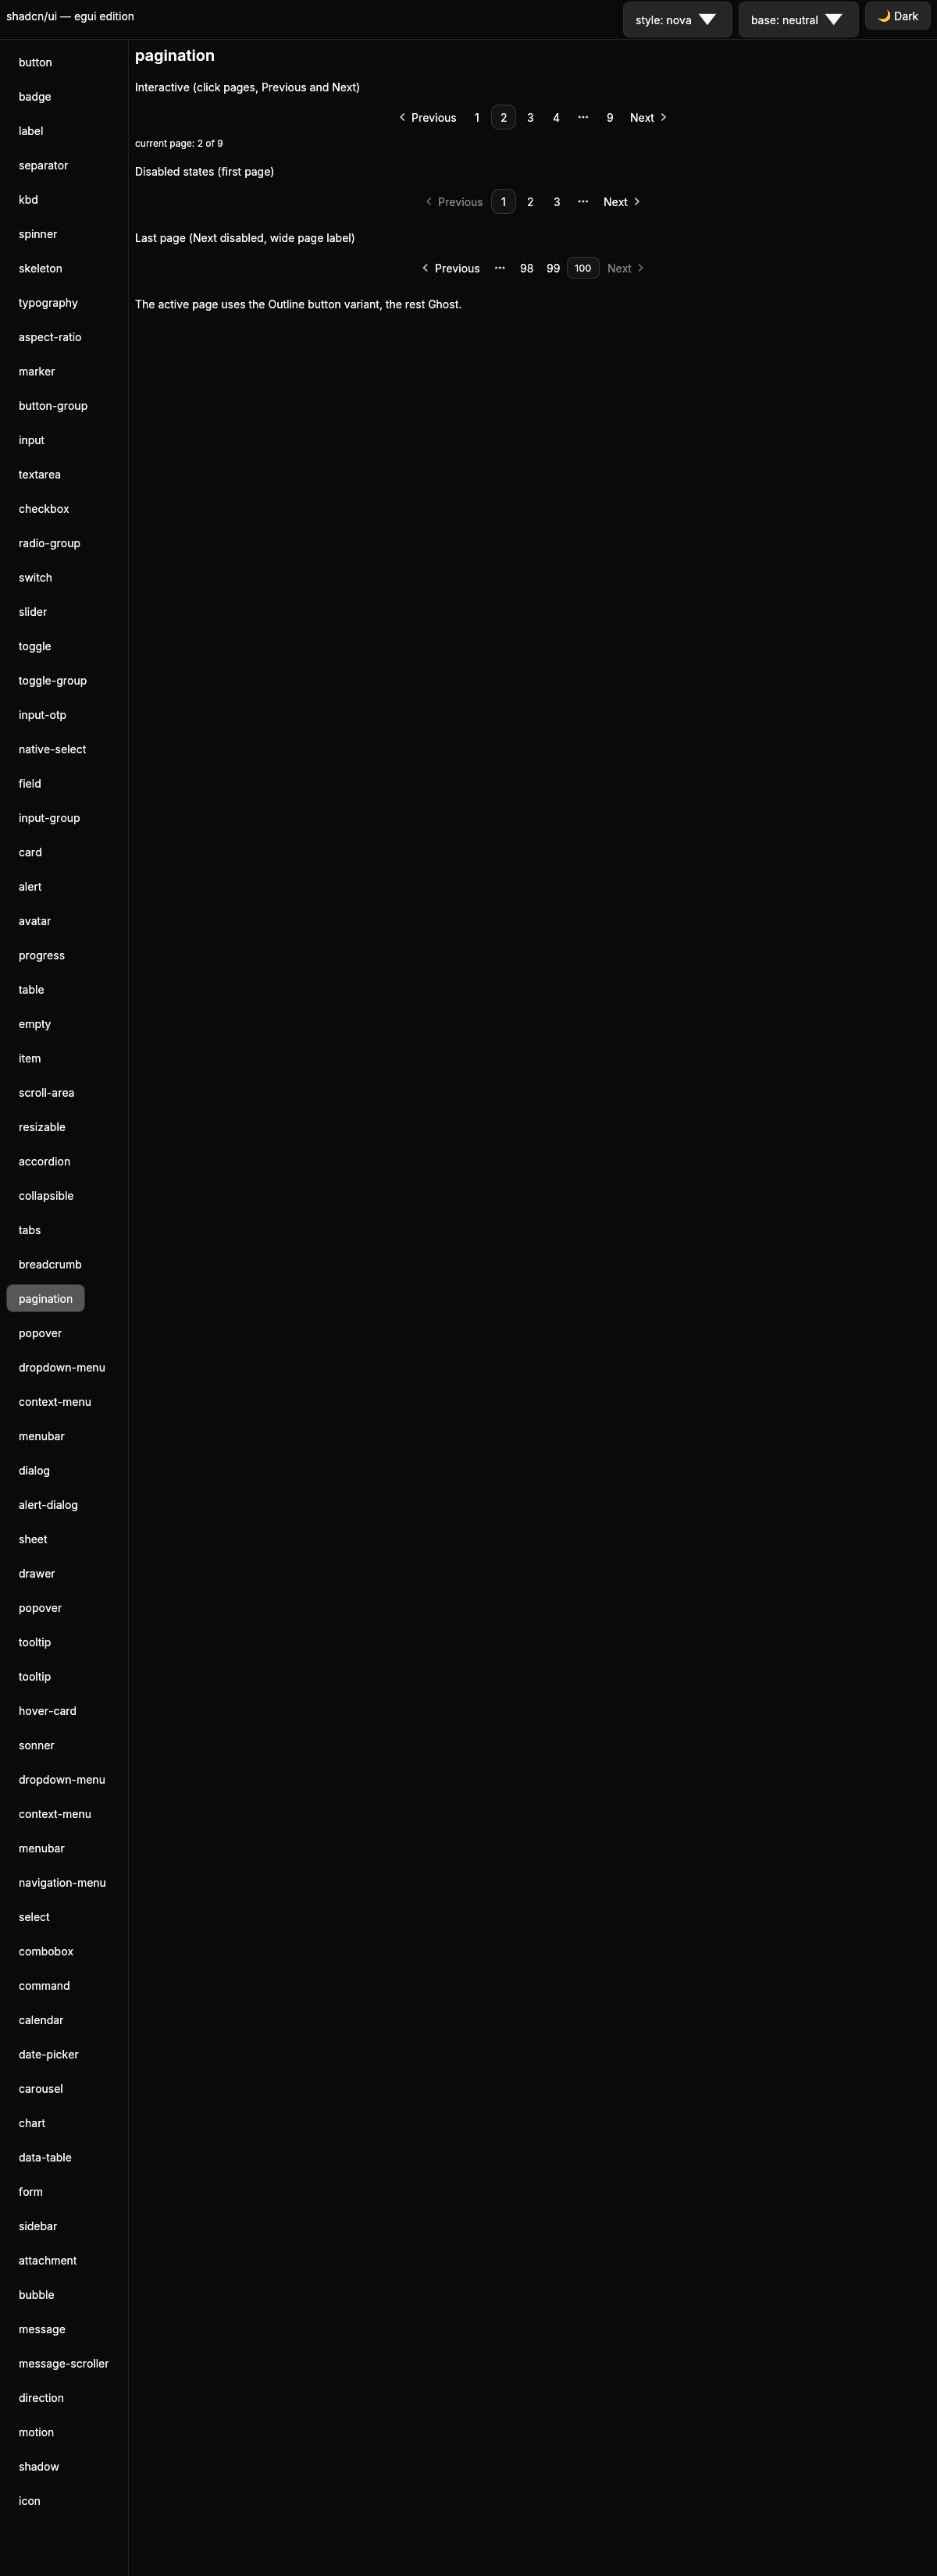 shadcn/ui — egui edition
style: nova
base: neutral
🌙 Dark
button
badge
label
separator
kbd
spinner
skeleton
typography
aspect-ratio
marker
button-group
input
textarea
checkbox
radio-group
switch
slider
toggle
toggle-group
input-otp
native-select
field
input-group
card
alert
avatar
progress
table
empty
item
scroll-area
resizable
accordion
collapsible
tabs
breadcrumb
pagination
popover
dropdown-menu
context-menu
menubar
dialog
alert-dialog
sheet
drawer
popover
tooltip
tooltip
hover-card
sonner
dropdown-menu
context-menu
menubar
navigation-menu
select
combobox
command
calendar
date-picker
carousel
chart
data-table
form
sidebar
attachment
bubble
message
message-scroller
direction
motion
shadow
icon
pagination
Interactive (click pages, Previous and Next)
Previous 1 2 3 4 ··· 9 Next
current page: 2 of 9
Disabled states (first page)
Previous 1 2 3 ··· Next
Last page (Next disabled, wide page label)
Previous ··· 98 99 100 Next
The active page uses the Outline button variant, the rest Ghost.